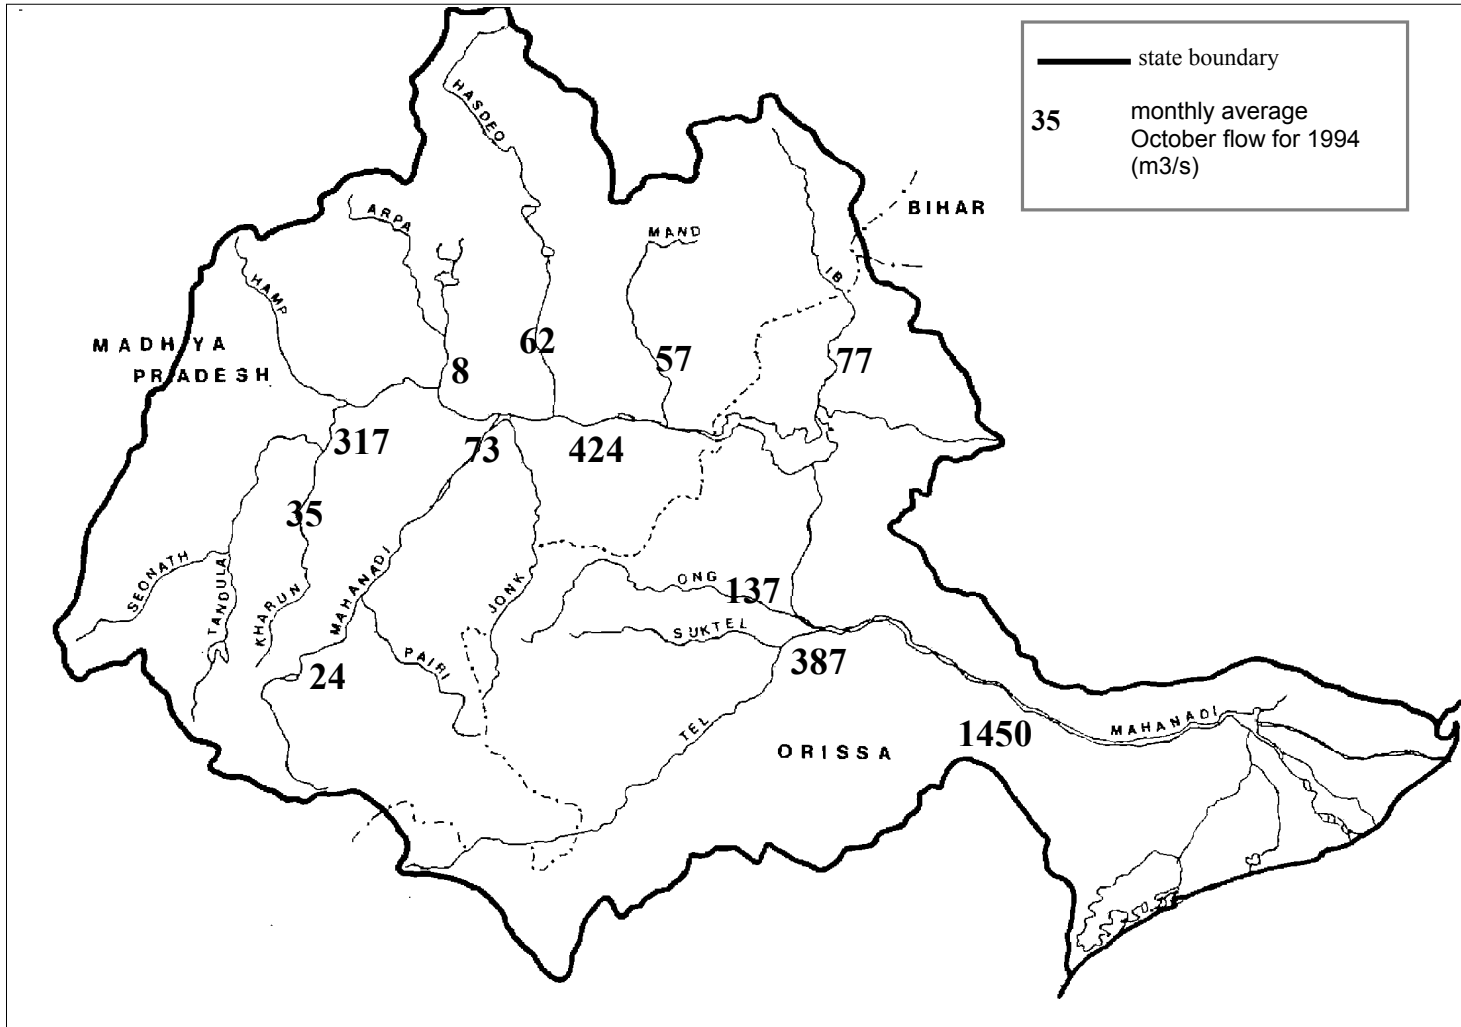 state boundary
35 monthly average
October flow for 1994
(m3/s)
HASDEO
BIHAR
ARPA
MAND
IB
HAMP
MADHYA
PRADESH
62
57
77
8
317
73
424
35
SEONATH
TANDULA
KHARUN
MAHANADI
JONK
ONG
137
SUKTEL
PAIRI
24
387
TEL
ORISSA
1450
MAHANADI